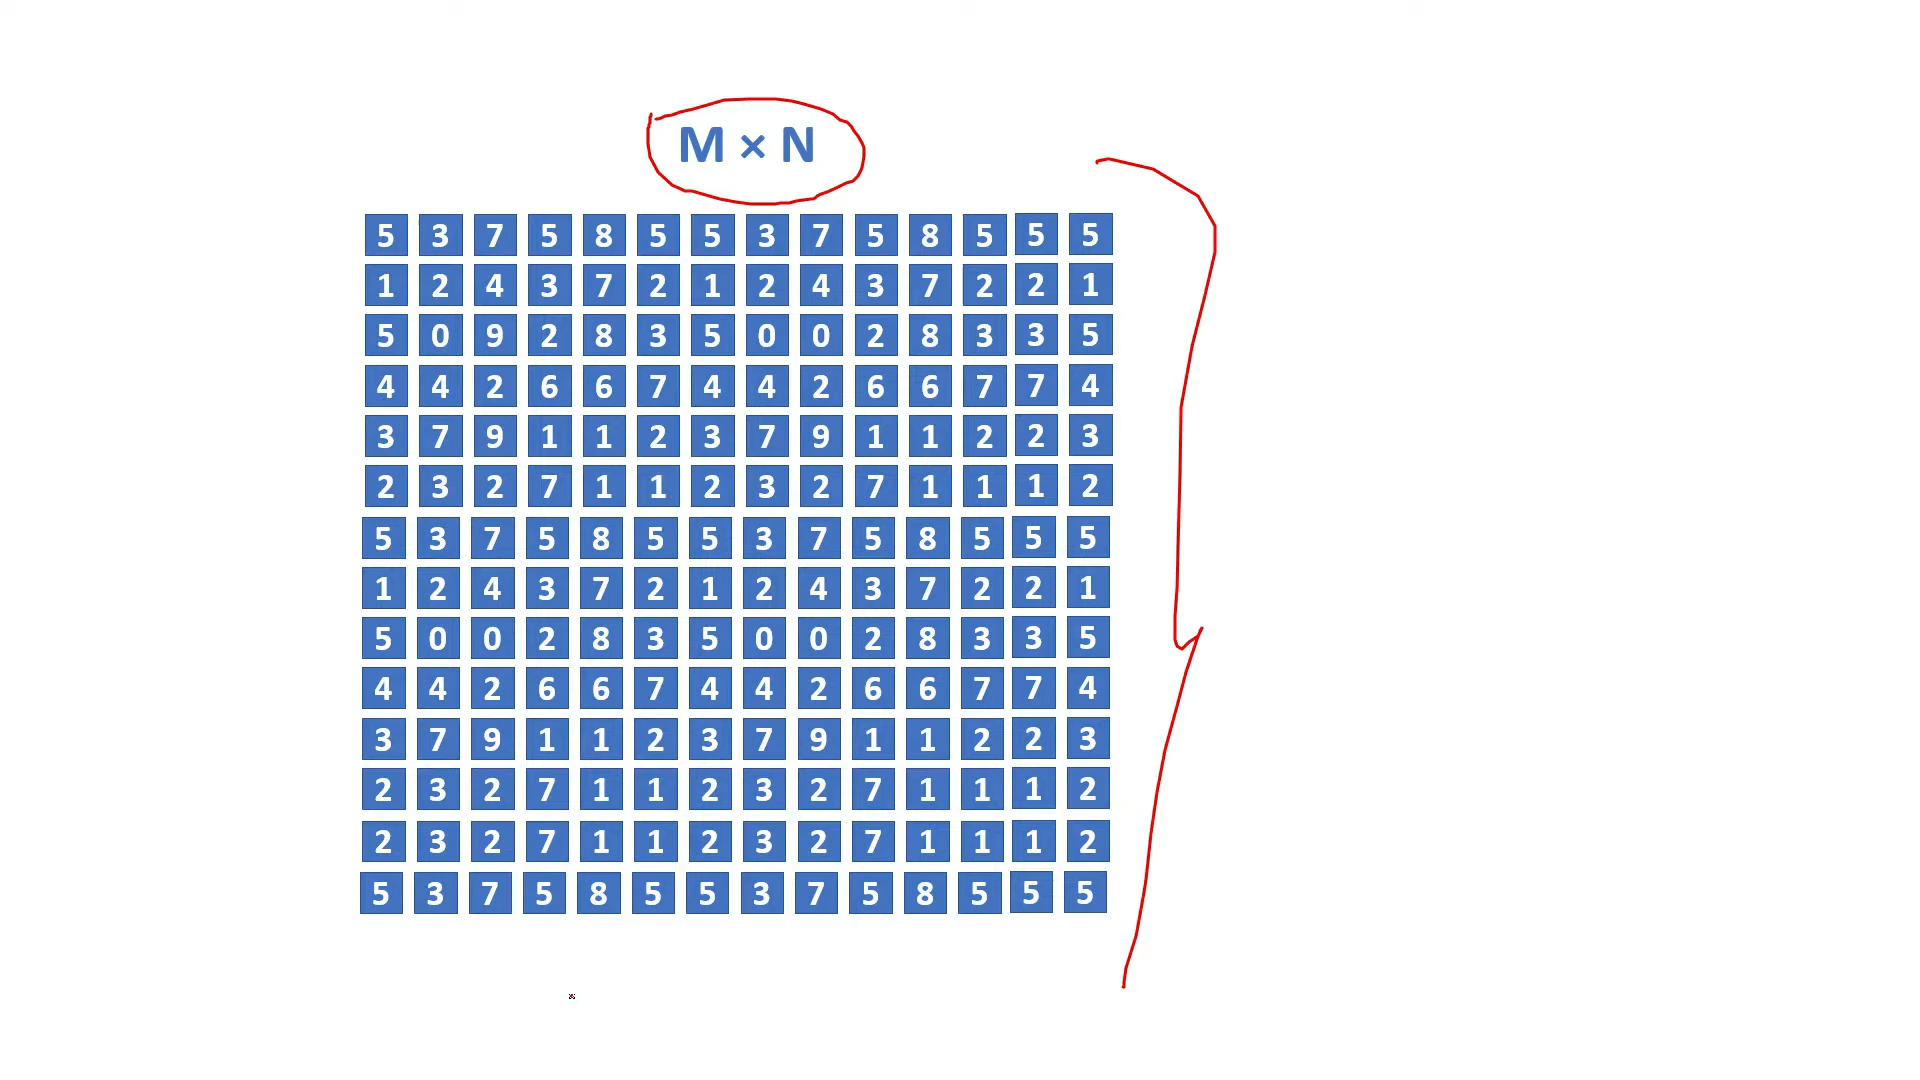 M × N
5 3 7 5 8 5 5 3 7 5 8 5 5 5
1 2 4 3 7 2 1 2 4 3 7 2 2 1
5 0 9 2 8 3 5 0 0 2 8 3 3 5
4 4 2 6 6 7 4 4 2 6 6 7 7 4
3 7 9 1 1 2 3 7 9 1 1 2 2 3
2 3 2 7 1 1 2 3 2 7 1 1 1 2
5 3 7 5 8 5 5 3 7 5 8 5 5 5
1 2 4 3 7 2 1 2 4 3 7 2 2 1
5 0 0 2 8 3 5 0 0 2 8 3 3 5
4 4 2 6 6 7 4 4 2 6 6 7 7 4
3 7 9 1 1 2 3 7 9 1 1 2 2 3
2 3 2 7 1 1 2 3 2 7 1 1 1 2
2 3 2 7 1 1 2 3 2 7 1 1 1 2
5 3 7 5 8 5 5 3 7 5 8 5 5 5